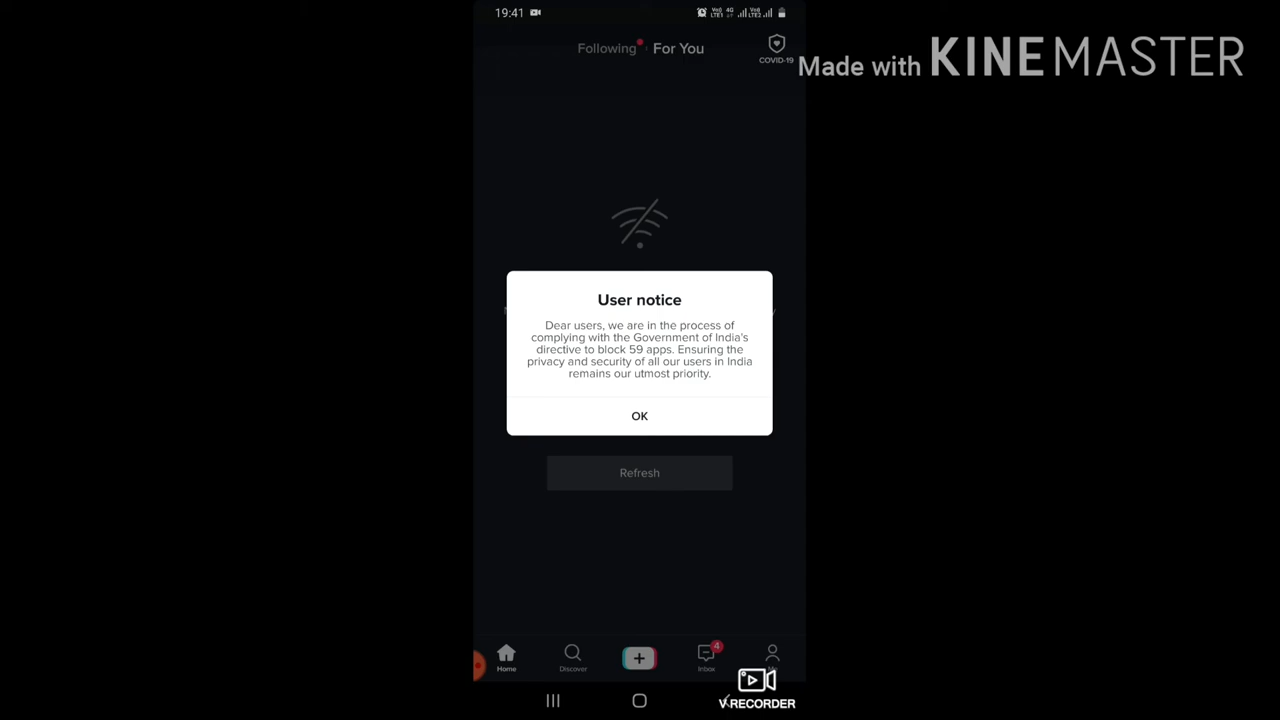 19:41
Following For You
COVID-19
Made with KINEMASTER
User notice
Dear users, we are in the process of
complying with the Government of India's
directive to block 59 apps. Ensuring the
privacy and security of all our users in India
remains our utmost priority.
OK
Refresh
4
Home Discover Inbox
VRECORDER